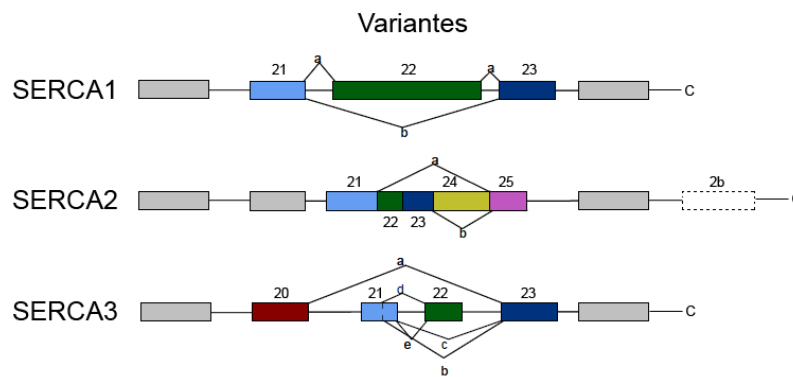 Variantes
a a
21 22 23
SERCA1 C
b
a 2b
21 24 25
SERCA2
22 23 b
a
20 21 d 22 23
SERCA3 C
e c
b